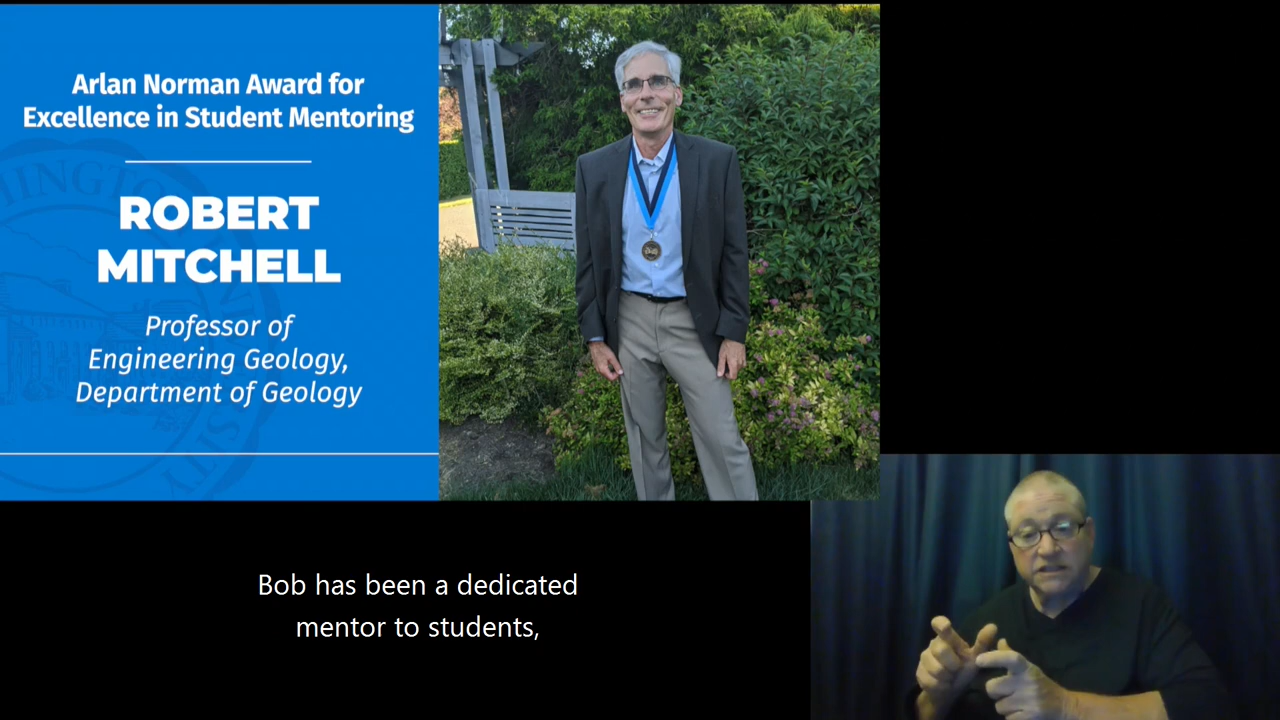 Arlan Norman Award for
Excellence in Student Mentoring
ROBERT
MITCHELL
Professor of
Engineering Geology,
Department of Geology
Bob has been a dedicated
mentor to students,